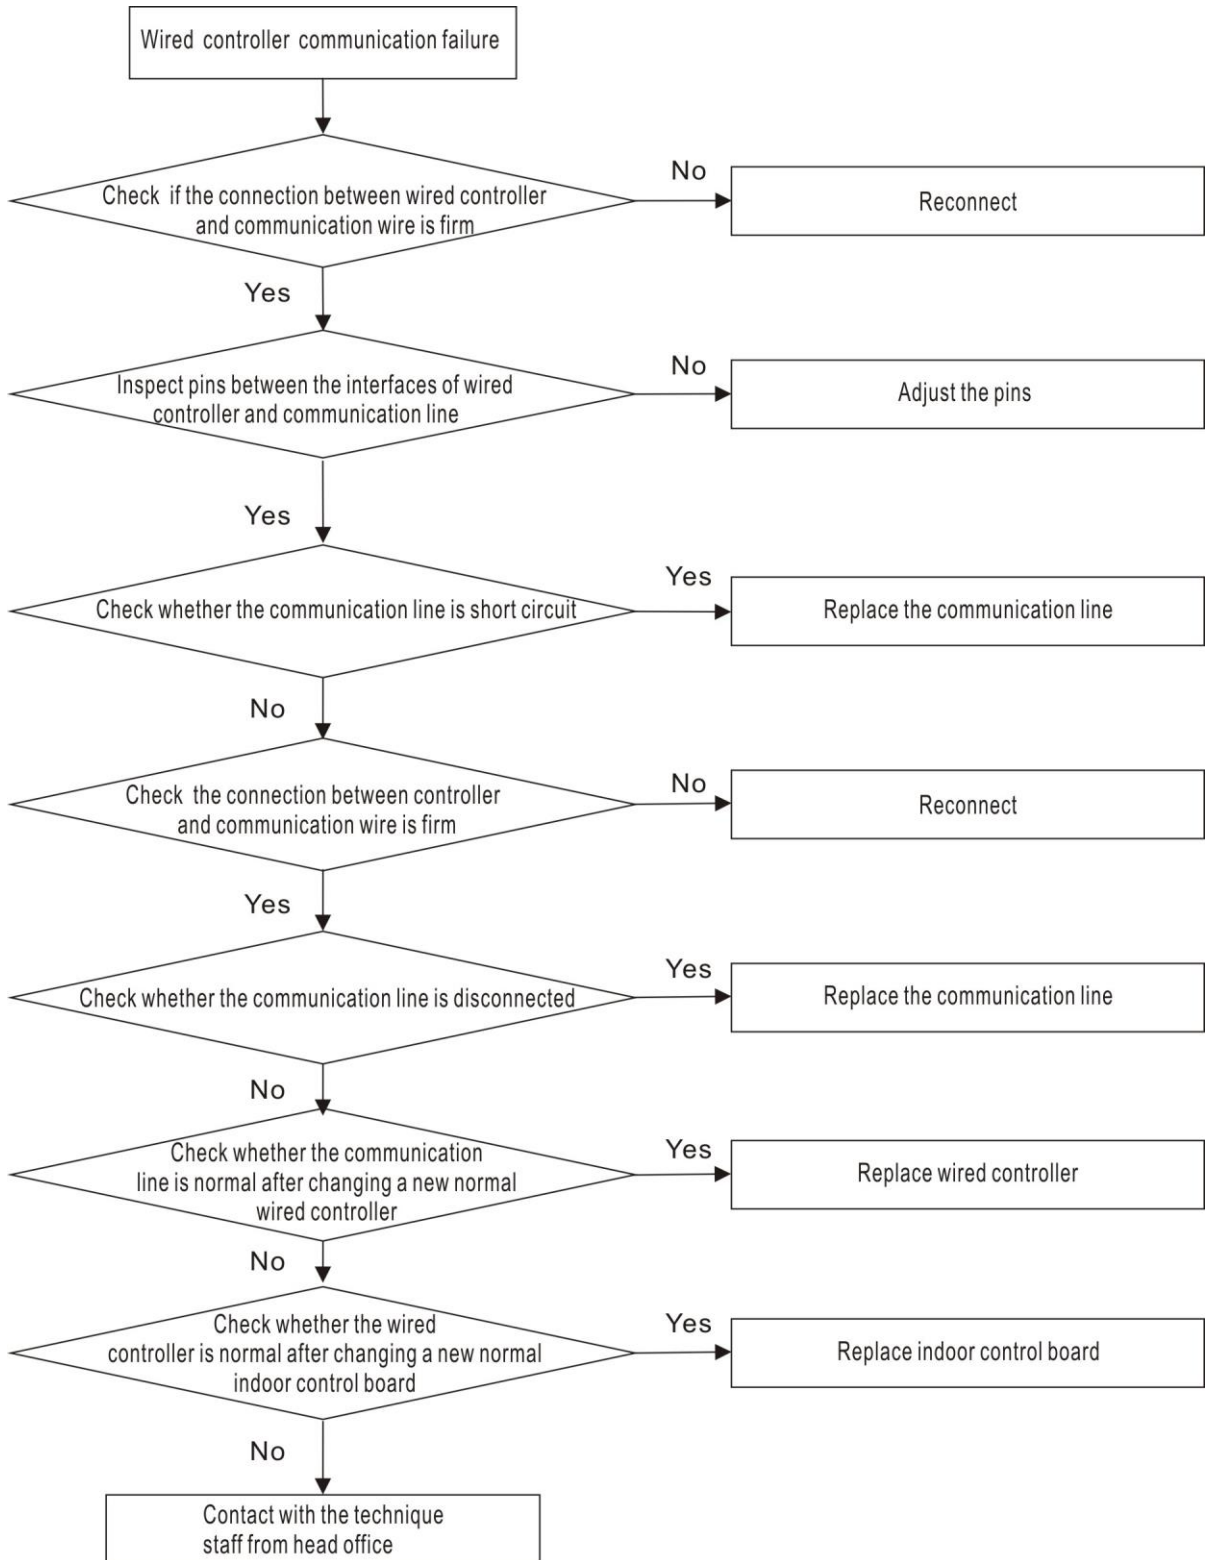 Wired controller communication failure
Check if the connection between wired controller
and communication wire is firm
No
Reconnect
Yes
Inspect pins between the interfaces of wired
controller and communication line
No
Adjust the pins
Yes
Check whether the communication line is short circuit
Yes
Replace the communication line
No
Check the connection between controller
and communication wire is firm
No
Reconnect
Yes
Check whether the communication line is disconnected
Yes
Replace the communication line
No
Check whether the communication
line is normal after changing a new normal
wired controller
Yes
Replace wired controller
No
Check whether the wired
controller is normal after changing a new normal
indoor control board
Yes
Replace indoor control board
No
Contact with the technique
staff from head office